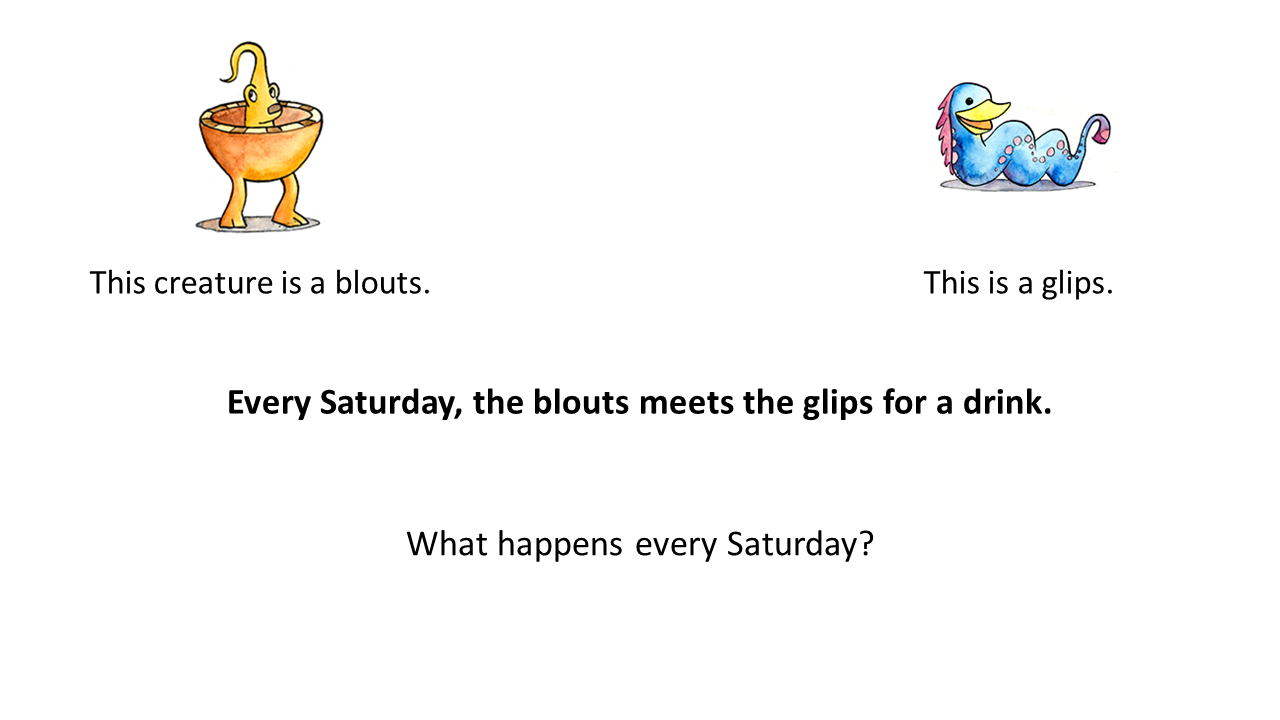 This creature is a blouts.
This is a glips.
Every Saturday, the blouts meets the glips for a drink.
What happens every Saturday?